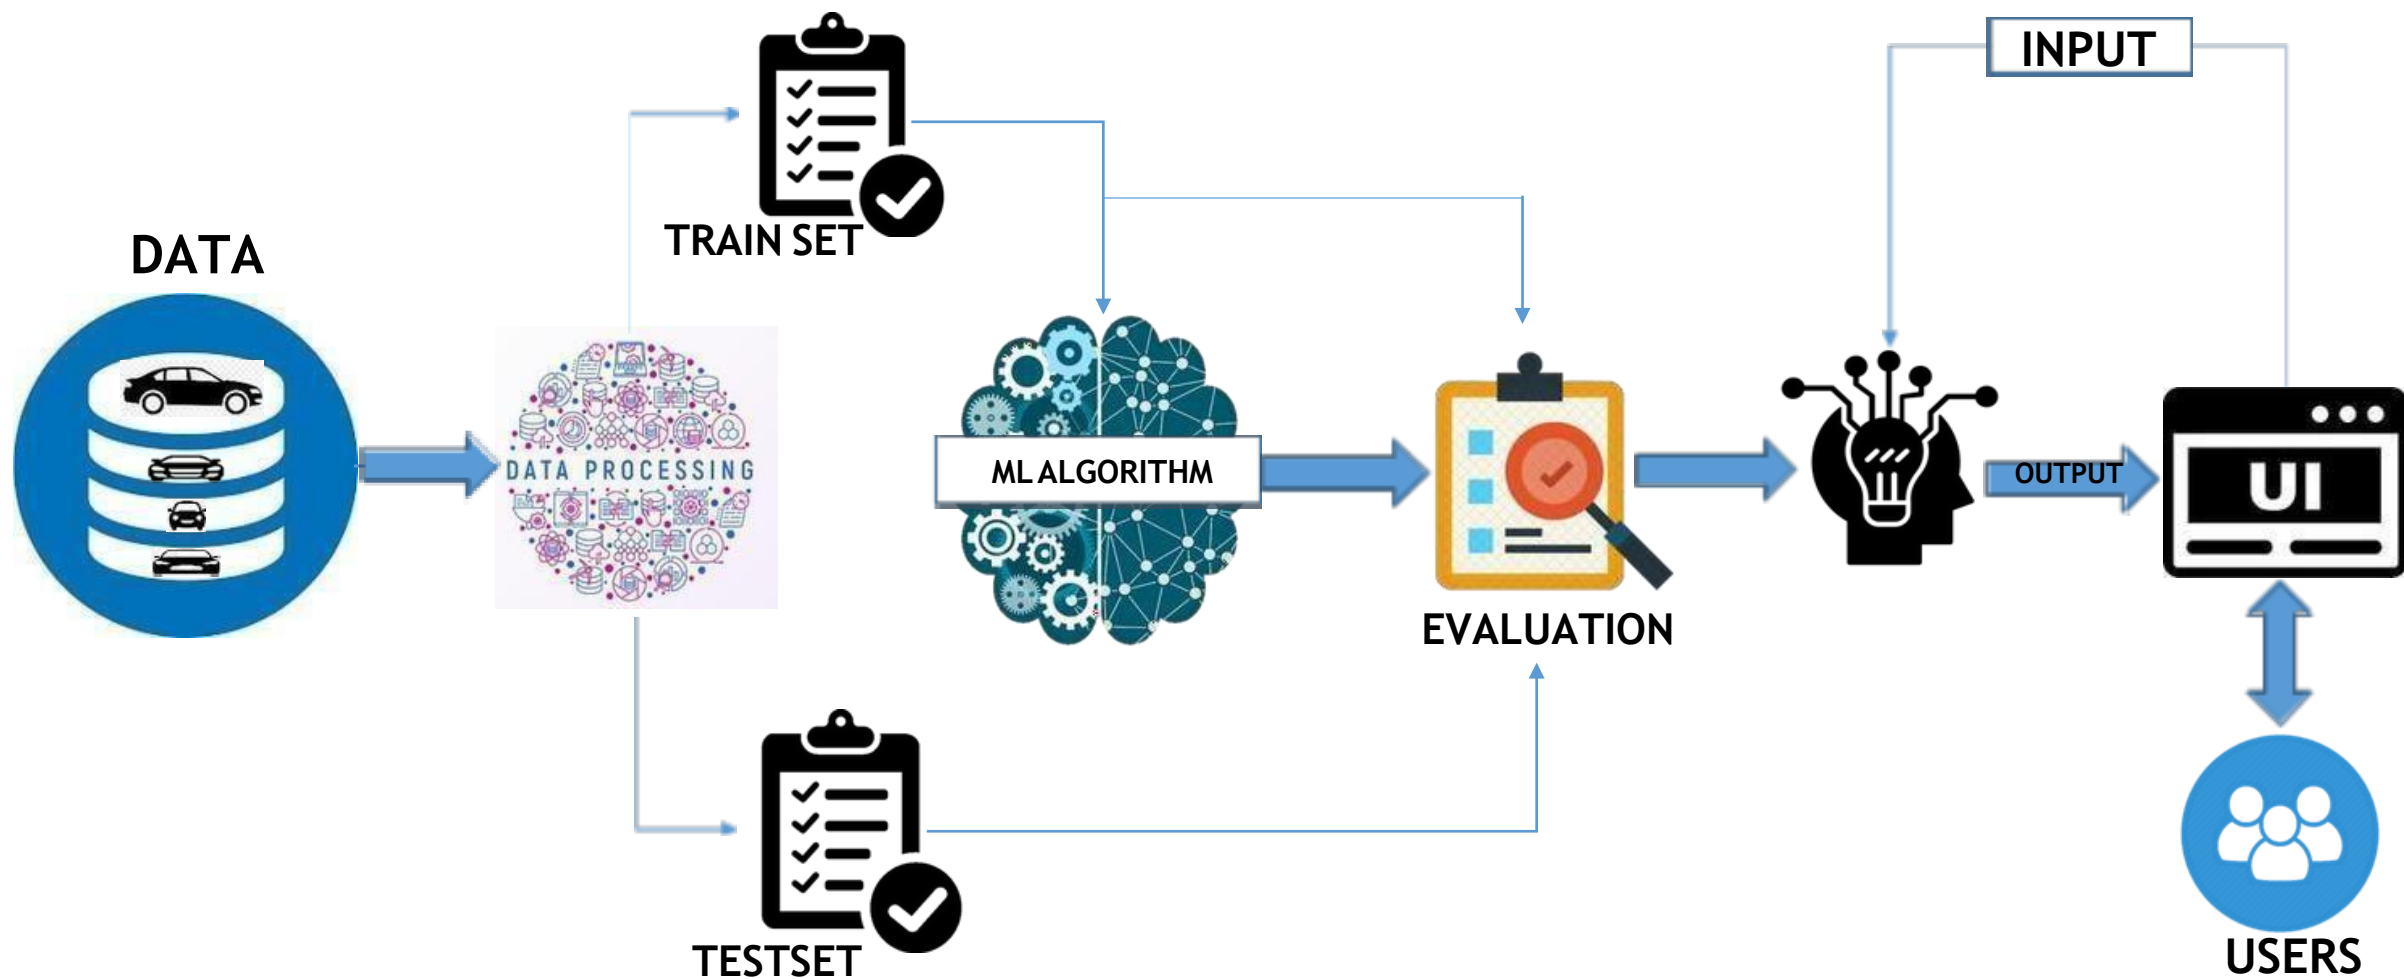 INPUT
TRAIN SET
DATA
DATA PROCESSING
ML ALGORITHM
OUTPUT
UI
EVALUATION
TESTSET
USERS